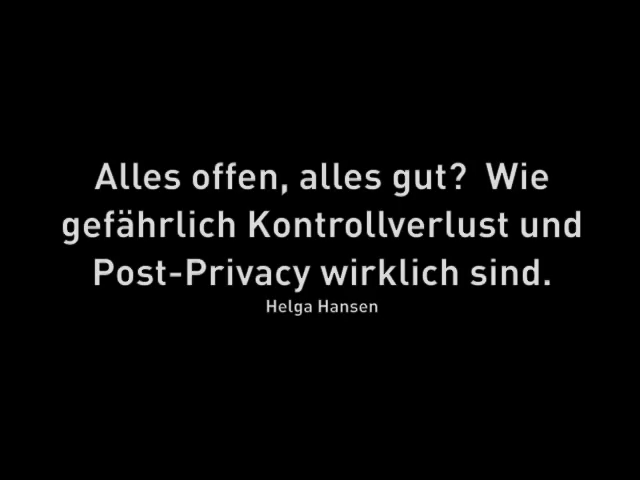 Alles offen, alles gut? Wie
gefährlich Kontrollverlust und
Post-Privacy wirklich sind.
Helga Hansen